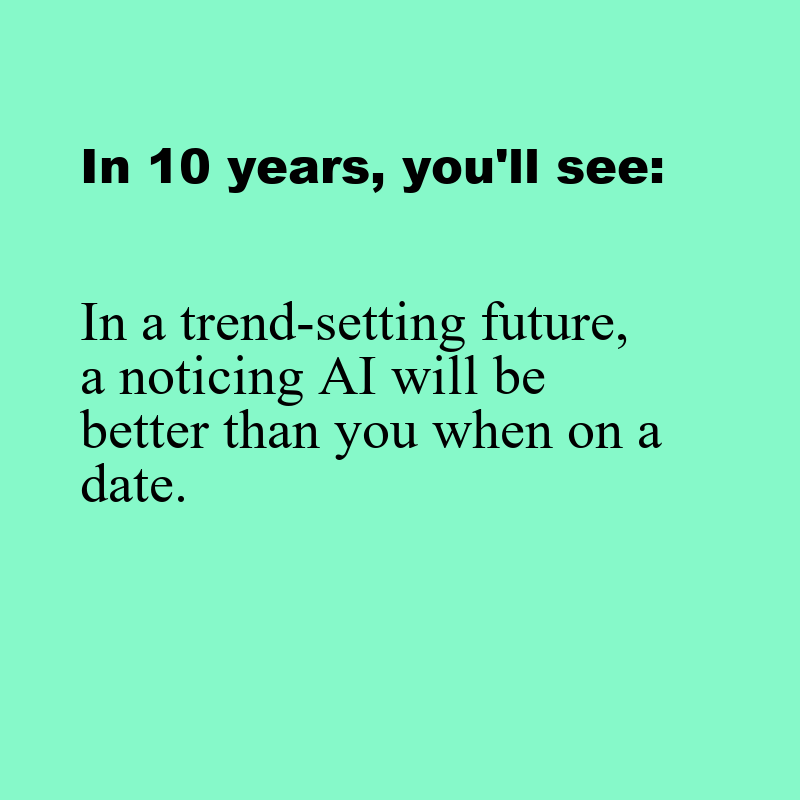 In 10 years, you'll see:
In a trend-setting future,
a noticing AI will be
better than you when on a
date.